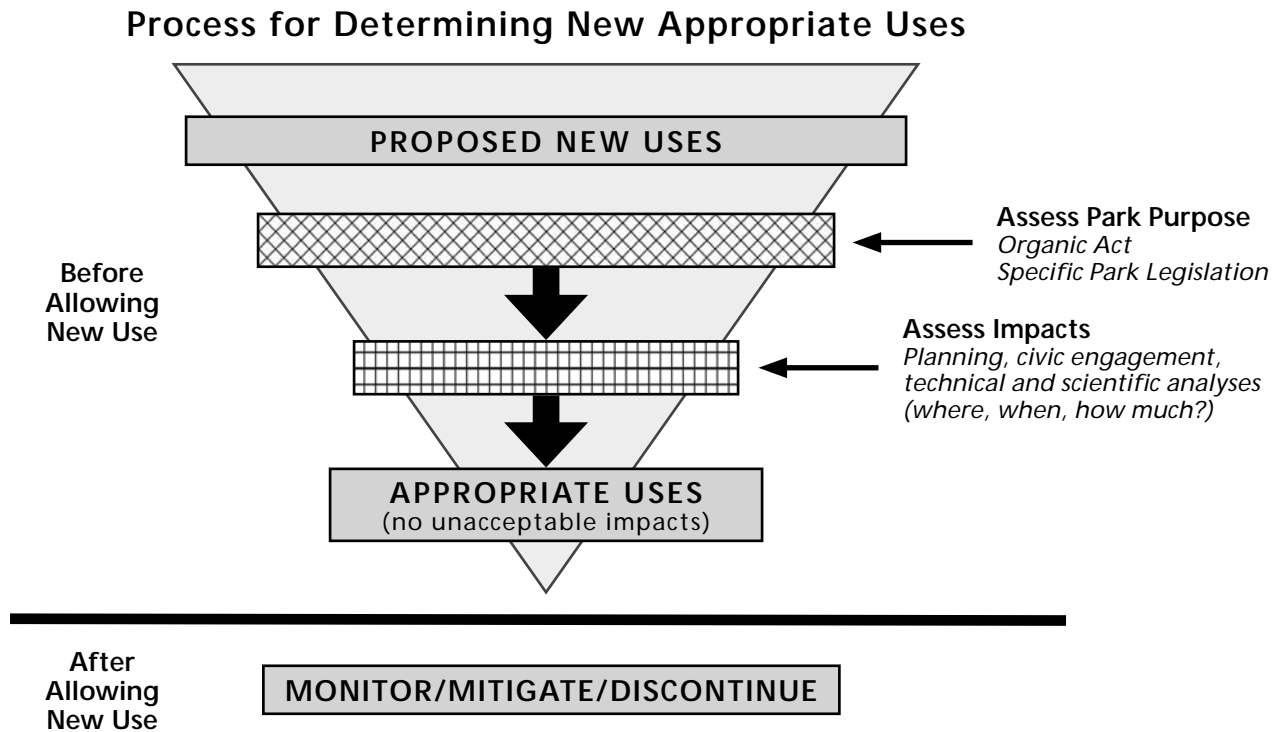 Process for Determining New Appropriate Uses
PROPOSED NEW USES
Assess Park Purpose
Organic Act
Specific Park Legislation
Before
Allowing
New Use
Assess Impacts
Planning, civic engagement,
technical and scientific analyses
(where, when, how much?)
APPROPRIATE USES
(no unacceptable impacts)
After
Allowing
New Use
MONITOR/MITIGATE/DISCONTINUE